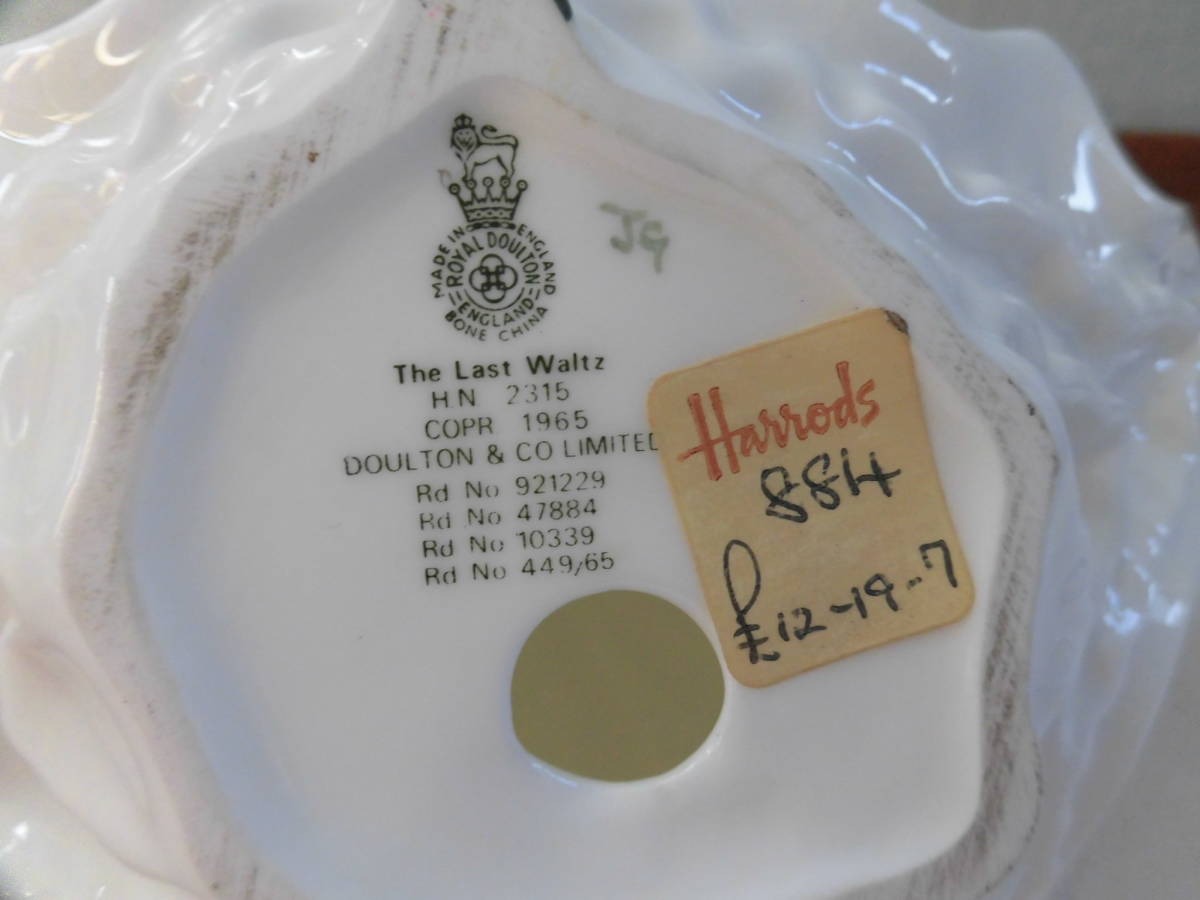 MADE IN ENGLAND
ROYAL DOULTON
ENGLAND
BONE CHINA
JG
The Last Waltz
HN 2315
COPR 1965
DOULTON & CO LIMITED
Rd No 921229
Rd No 47884
Rd No 10339
Rd No 449/65
Harrods
884
£12-19-7